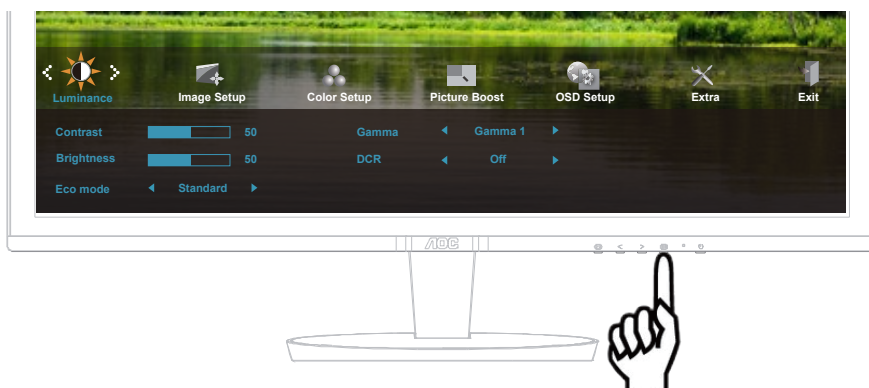 Luminance Image Setup Color Setup Picture Boost OSD Setup Extra Exit
Contrast 50 Gamma Gamma 1
Brightness 50 DCR Off
Eco mode Standard
AOC